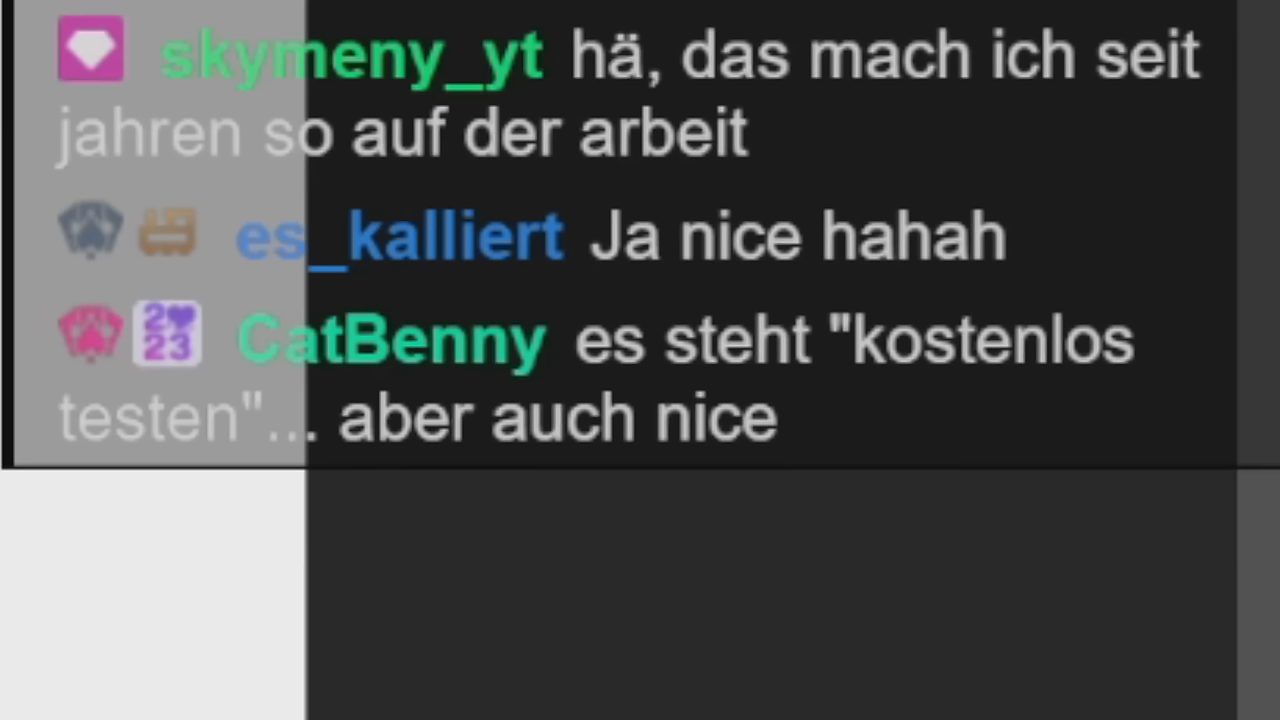 skymeny_yt hä, das mach ich seit
jahren so auf der arbeit
es_kalliert Ja nice hahah
2023 CatBenny es steht "kostenlos
testen"... aber auch nice